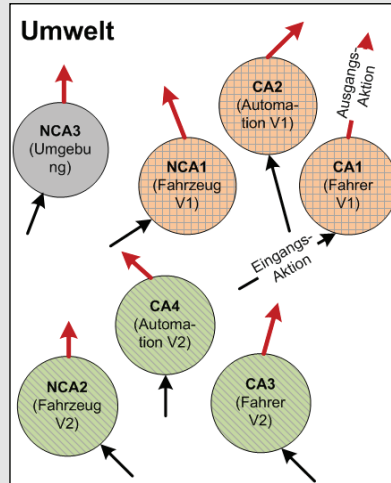 Umwelt
NCA3
(Umgebu
ng)
NCA1
(Fahrzeug
V1)
CA2
(Automa-
tion V1)
CA1
(Fahrer
V1)
Ausgangs-
Aktion
Eingangs-
Aktion
CA4
(Automa-
tion V2)
NCA2
(Fahrzeug
V2)
CA3
(Fahrer
V2)